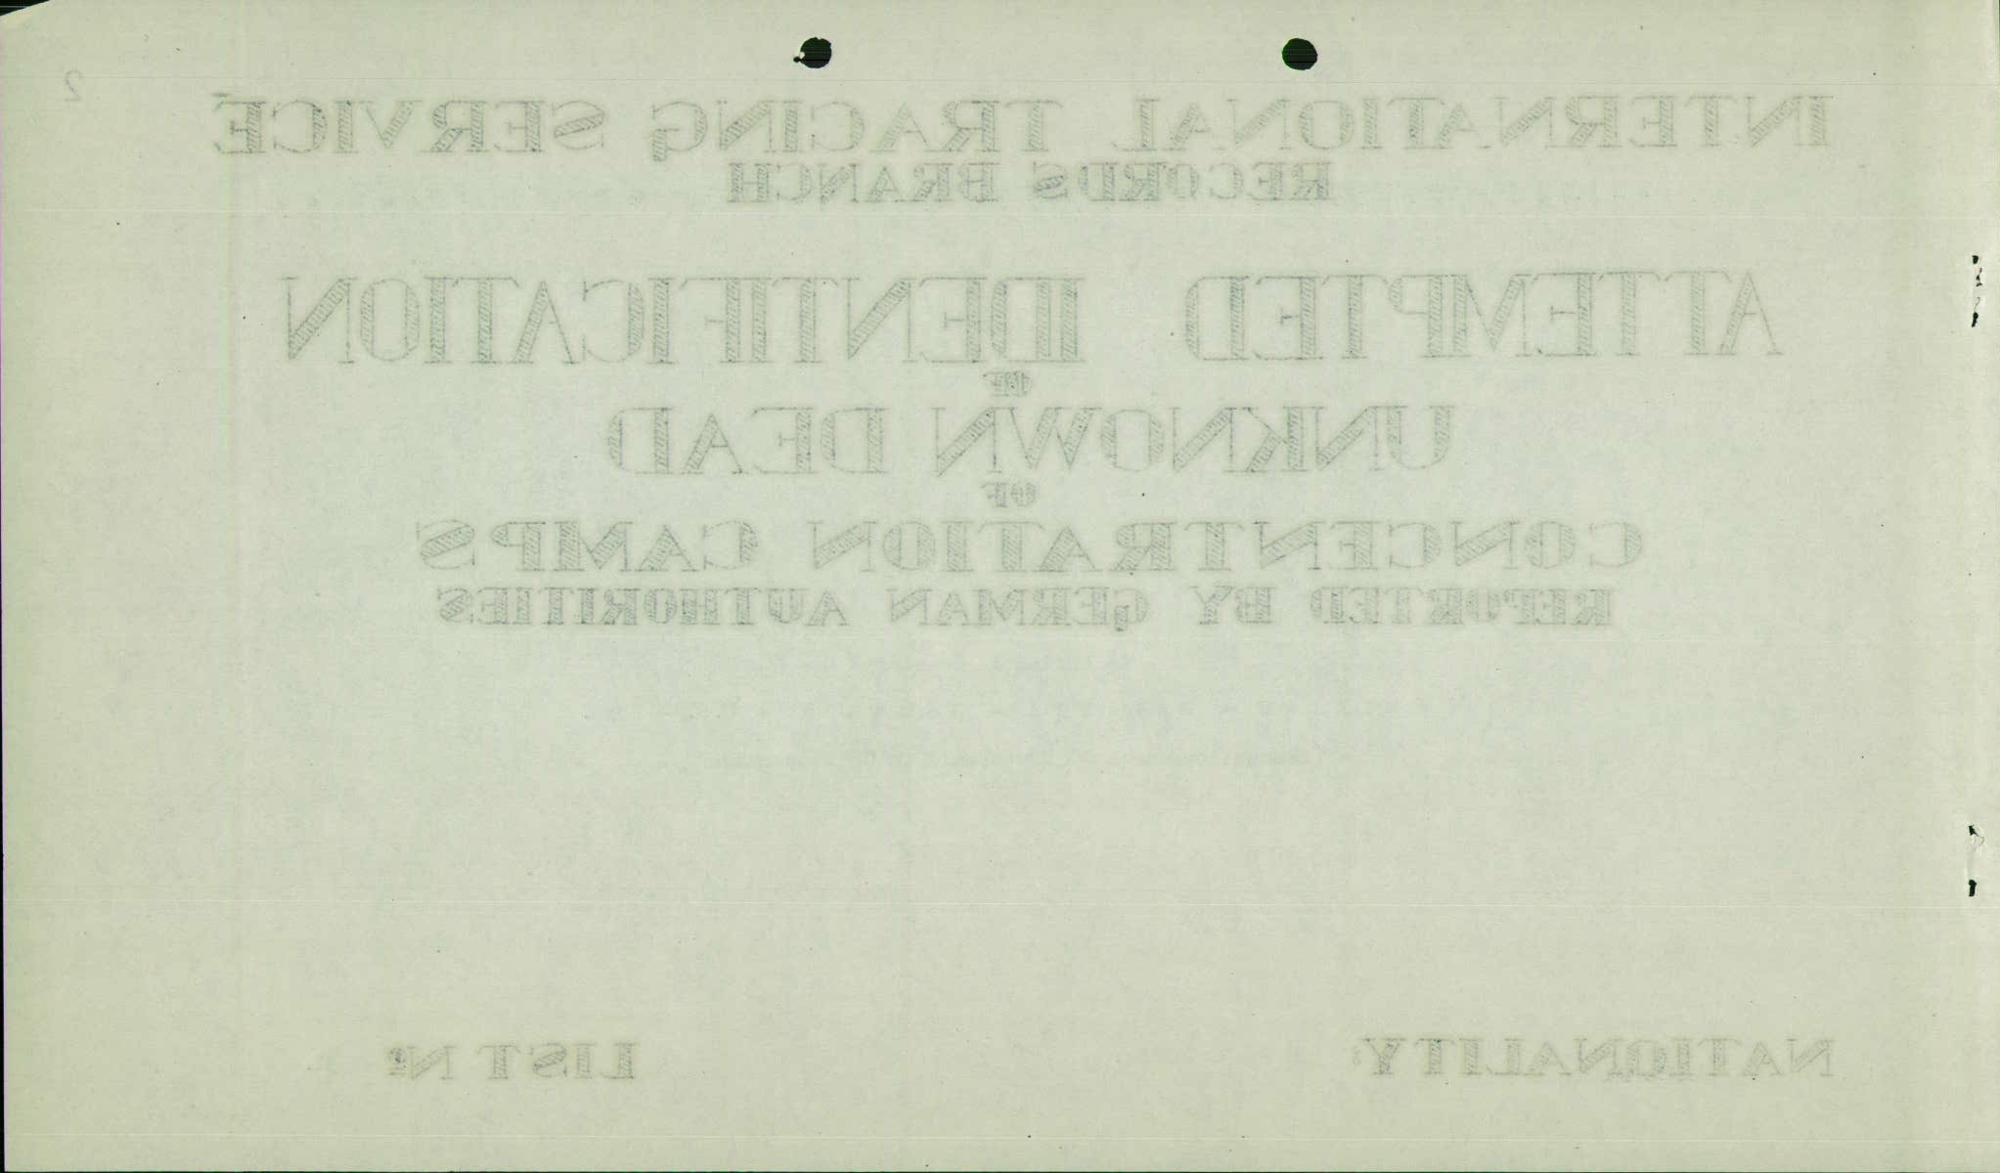 2
INTERNATIONAL TRACING SERVICE
RECORDS BRANCH
ATTEMPTED IDENTIFICATION
OF
UNKNOWN DEAD
OF
CONCENTRATION CAMPS
REPORTED BY GERMAN AUTHORITIES
NATIONALITY: LIST Nº